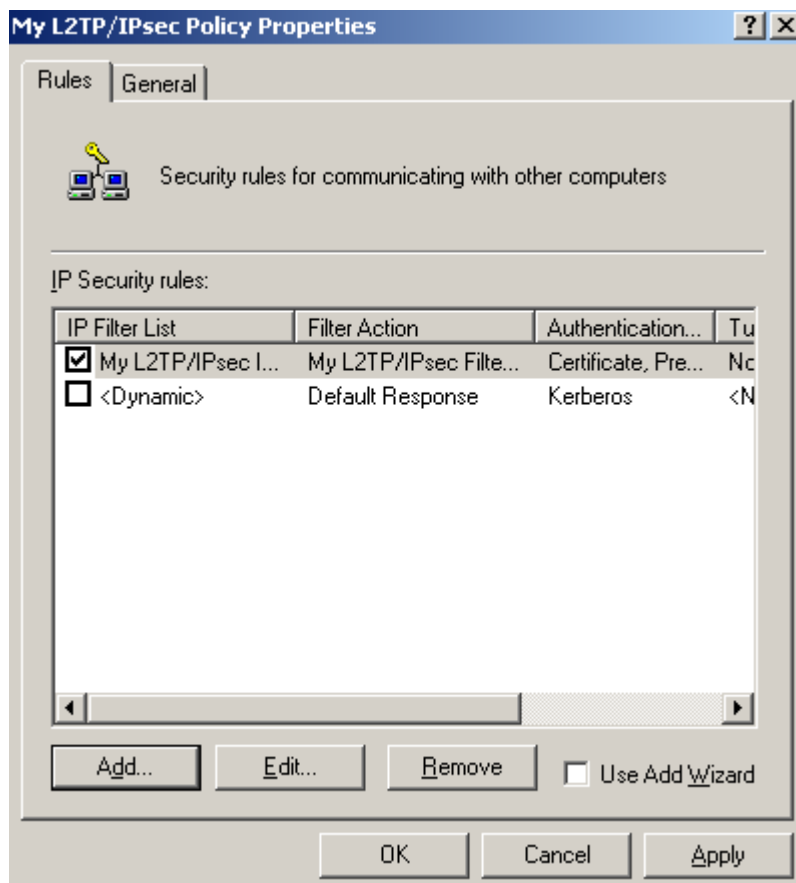 My L2TP/IPsec Policy Properties
Rules General
Security rules for communicating with other computers
IP Security rules:
IP Filter List Filter Action Authentication... Tu
My L2TP/IPsec I... My L2TP/IPsec Filte... Certificate, Pre... No
<Dynamic> Default Response Kerberos <N
Add... Edit... Remove Use Add Wizard
OK Cancel Apply